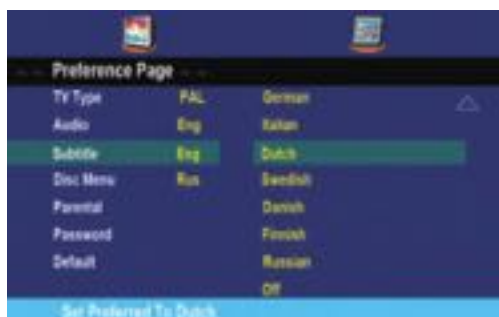 -- Preference Page --
TV Type PAL German
Audio Eng Italian
Subtitle Eng Dutch
Disc Menu Rus Swedish
Parental Danish
Password Finnish
Default Russian
Off
Set Preferred To Dutch